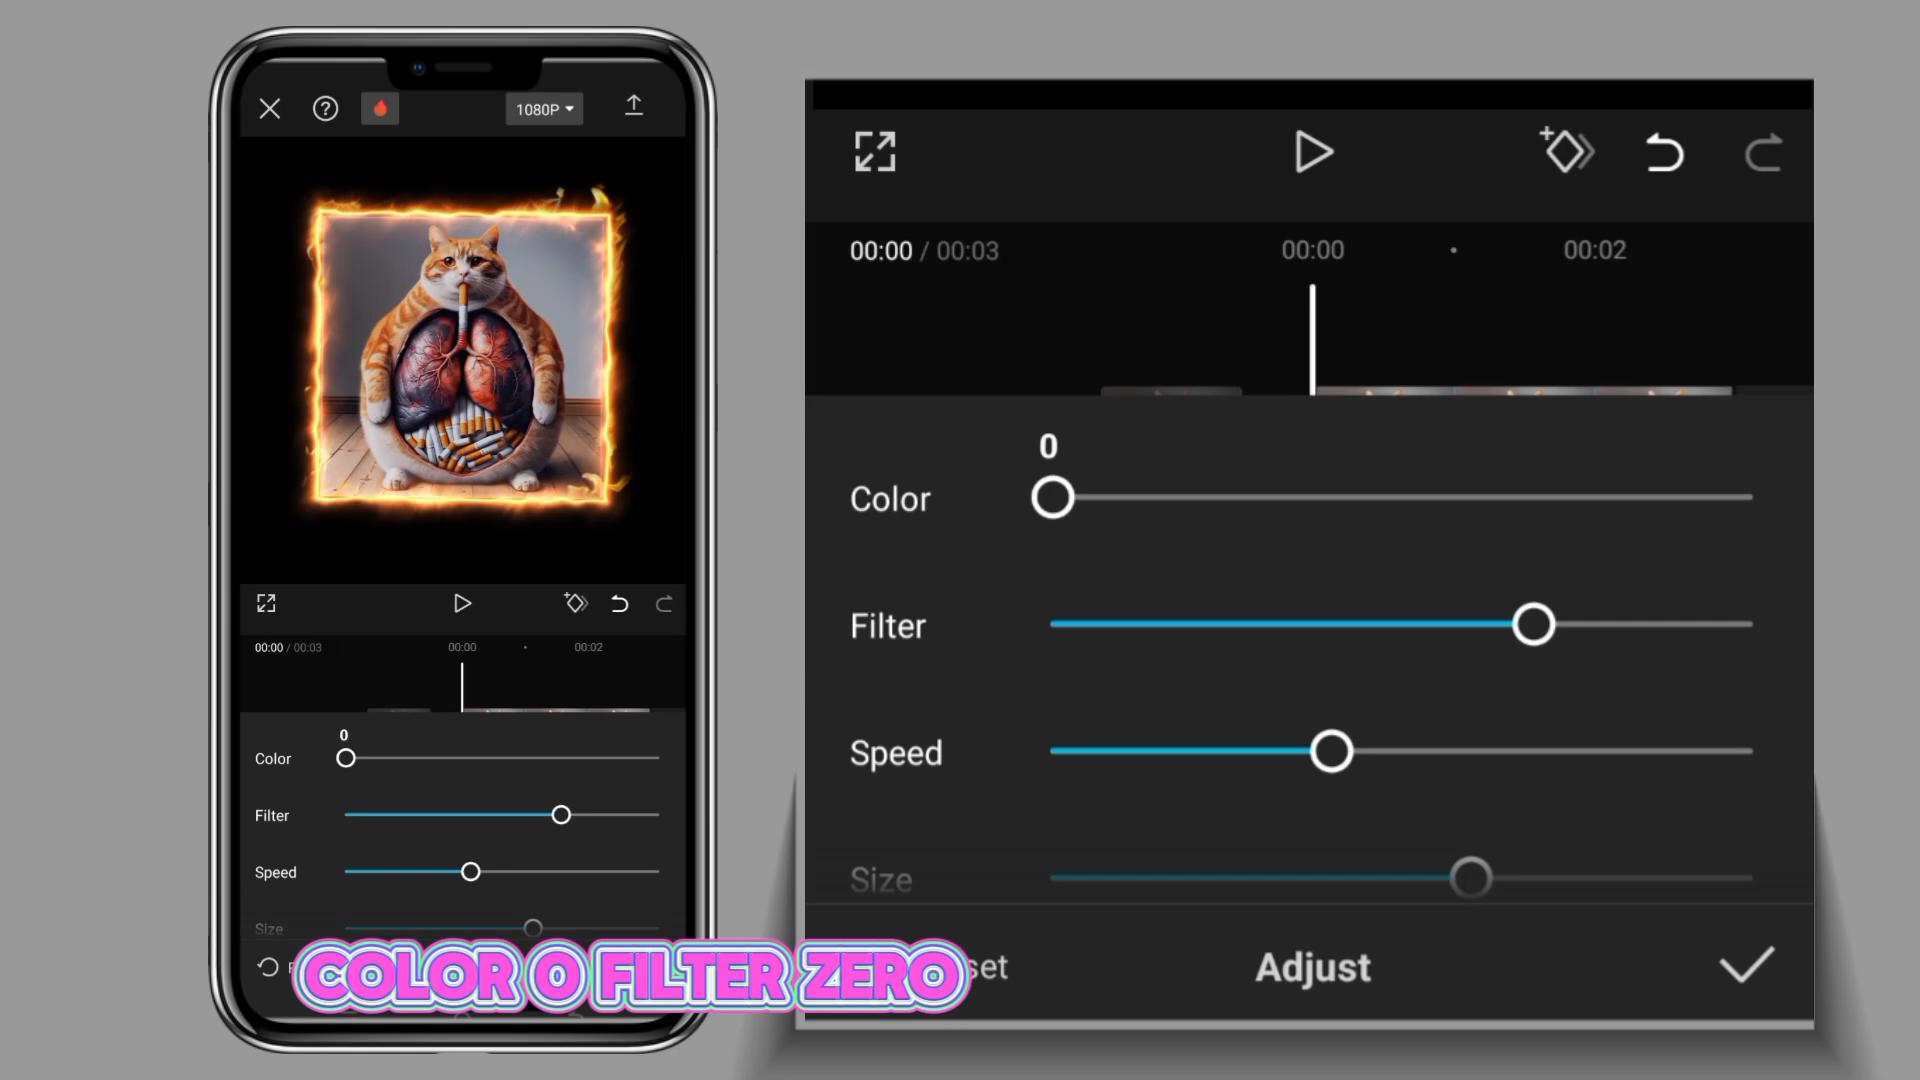 1080P
00:00 / 00:03
00:00
00:02
0
Color
Filter
Speed
Size
00:00 / 00:03
00:00
00:02
0
Color
Filter
Speed
Size
set
Adjust
COLOR 0 FILTER ZERO